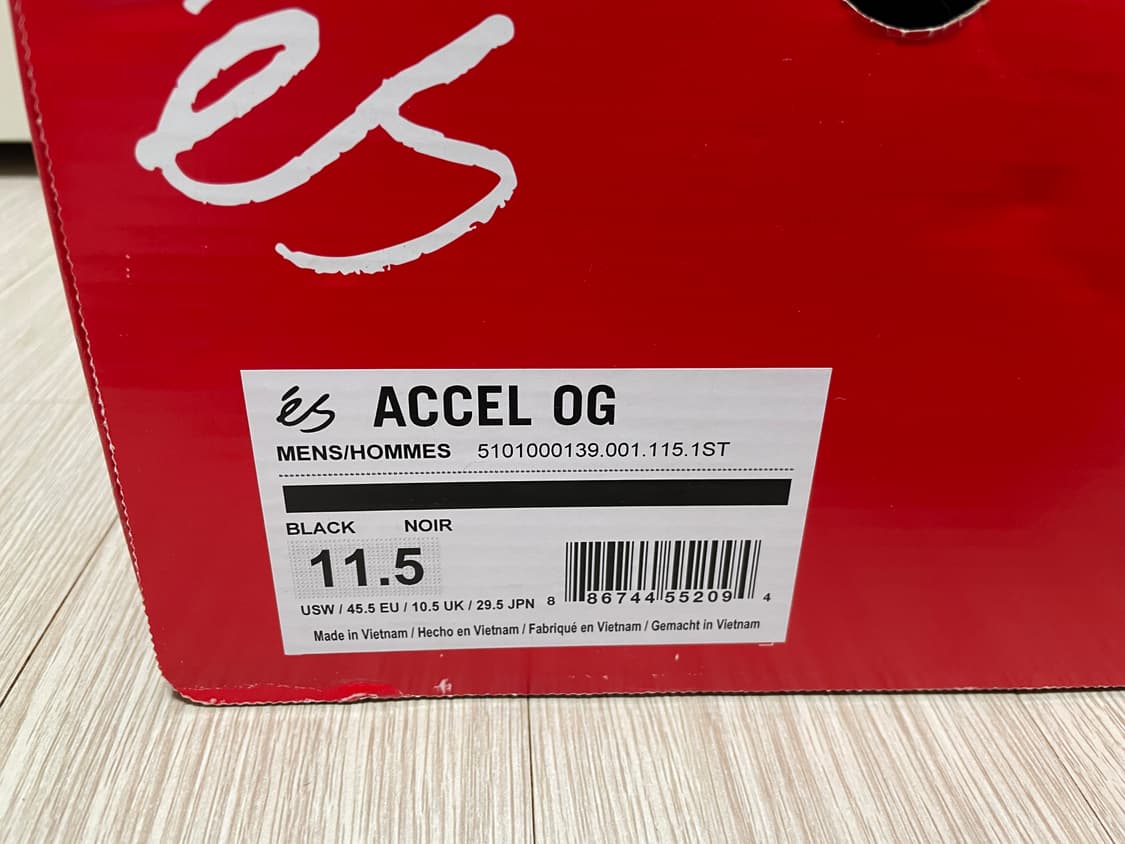 és
és ACCEL OG
MENS/HOMMES 5101000139.001.115.1ST
BLACK NOIR
11.5
USW / 45.5 EU / 10.5 UK / 29.5 JPN
8 86744 55209 4
Made in Vietnam / Hecho en Vietnam / Fabriqué en Vietnam / Gemacht in Vietnam